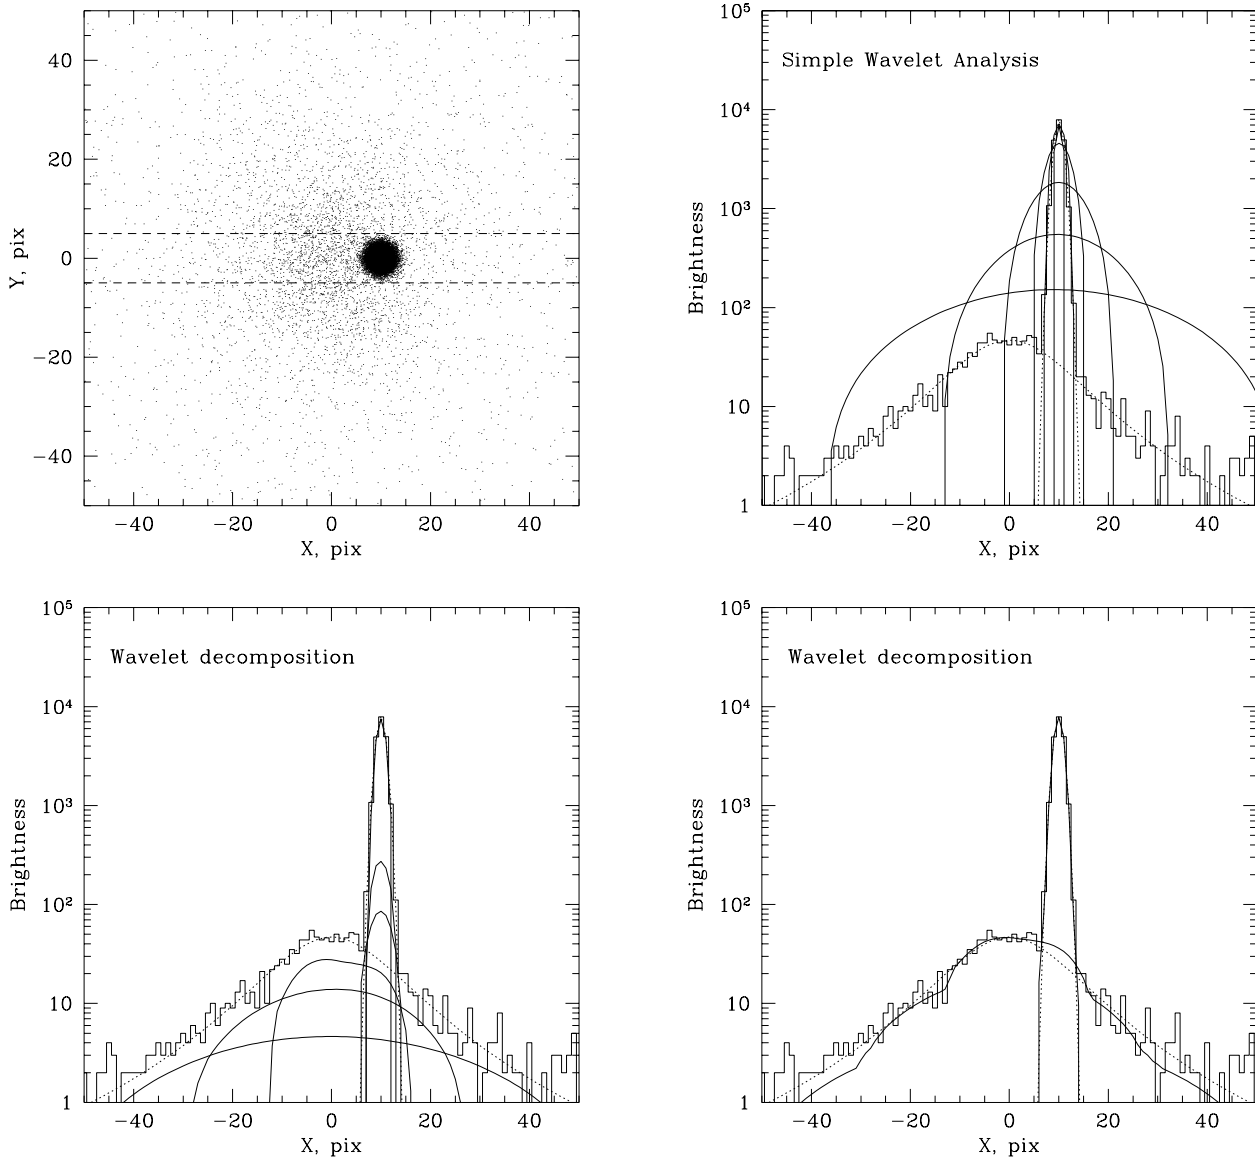 40
20
0
−20
−40
Y, pix
−40 −20 0 20 40
X, pix
Simple Wavelet Analysis
10⁵
10⁴
10³
10²
10
1
Brightness
−40 −20 0 20 40
X, pix
Wavelet decomposition
10⁵
10⁴
10³
10²
10
1
Brightness
−40 −20 0 20 40
X, pix
Wavelet decomposition
10⁵
10⁴
10³
10²
10
1
Brightness
−40 −20 0 20 40
X, pix